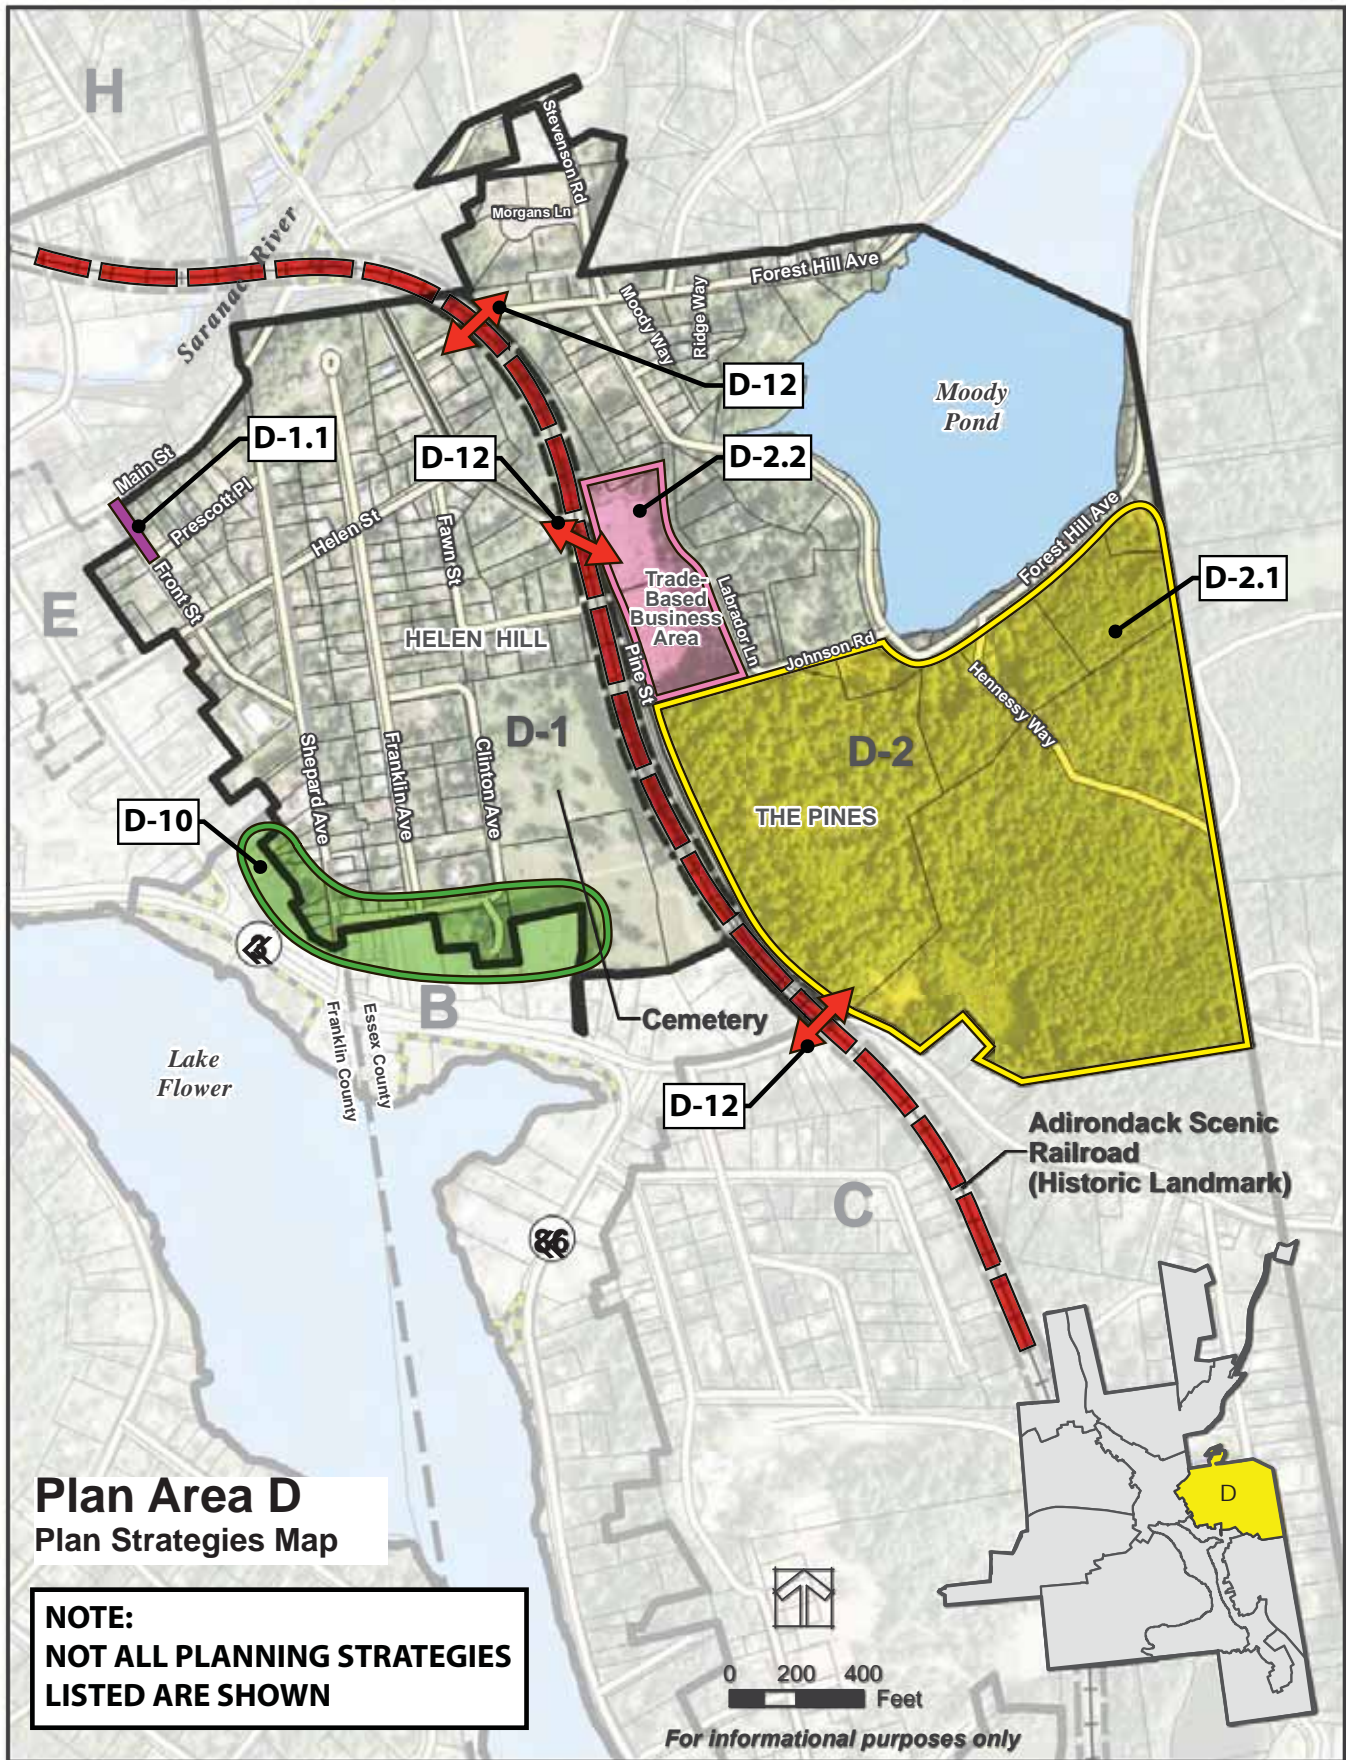 H
Stevenson Rd
Morgans Ln
Saranac River
Forest Hill Ave
Moody Way
Ridge Way
D-12
Moody
Pond
D-1.1
D-12
D-2.2
Main St
Prescott Pl
Helen St
Fawn St
Front St
Forest Hill Ave
D-2.1
E
Trade-
Based
Business
Area
Labrador Ln
HELEN HILL
Pine St
Johnson Rd
Hennessy Way
D-1
D-2
Shepard Ave
Franklin Ave
Clinton Ave
THE PINES
D-10
3
B
Cemetery
Franklin County
Essex County
Lake
Flower
D-12
Adirondack Scenic
Railroad
(Historic Landmark)
C
86
D
Plan Area D
Plan Strategies Map
NOTE:
NOT ALL PLANNING STRATEGIES
LISTED ARE SHOWN
0 200 400
Feet
For informational purposes only